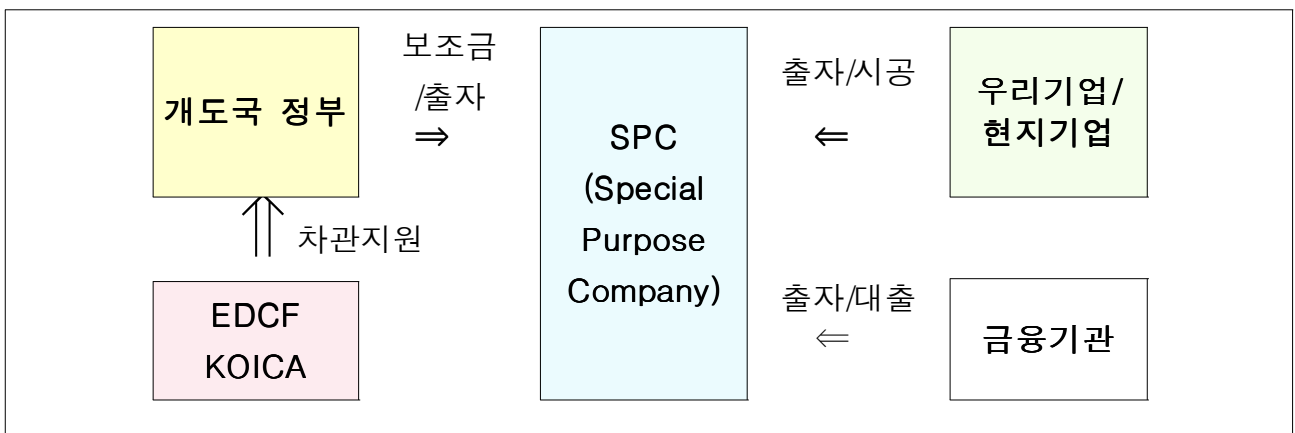 개도국 정부
보조금
/출자
⇒
SPC
(Special
Purpose
Company)
출자/시공
⇐
우리기업/
현지기업
⇑ 차관지원
EDCF
KOICA
출자/대출
⇐
금융기관